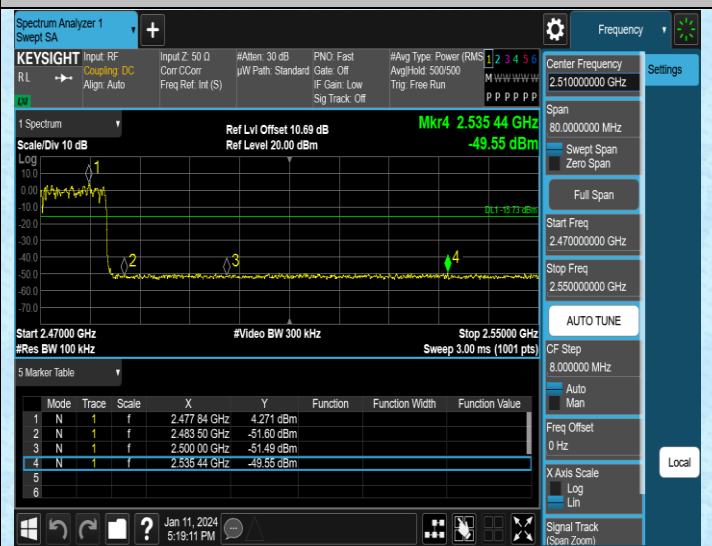 Spectrum Analyzer 1
Swept SA
+
Frequency
KEYSIGHT
RL
LXI
Input: RF
Coupling: DC
Align: Auto
Input Z: 50 Ω
Corr CCorr
Freq Ref: Int (S)
#Atten: 30 dB
µW Path: Standard
PNO: Fast
Gate: Off
IF Gain: Low
Sig Track: Off
#Avg Type: Power (RMS
Avg|Hold: 500/500
Trig: Free Run
1 2 3 4 5 6
M W W W W W
P P P P P P
1 Spectrum
Scale/Div 10 dB
Ref Lvl Offset 10.69 dB
Ref Level 20.00 dBm
Mkr4 2.535 44 GHz
-49.55 dBm
Log
10.0
0.00
-10.0
-20.0
-30.0
-40.0
-50.0
-60.0
-70.0
1
2
3
4
DL1 -15.73 dBm
Start 2.47000 GHz
#Res BW 100 kHz
#Video BW 300 kHz
Stop 2.55000 GHz
Sweep 3.00 ms (1001 pts)
5 Marker Table
Mode Trace Scale X Y Function Function Width Function Value
1 N 1 f 2.477 84 GHz 4.271 dBm
2 N 1 f 2.483 50 GHz -51.60 dBm
3 N 1 f 2.500 00 GHz -51.49 dBm
4 N 1 f 2.535 44 GHz -49.55 dBm
5
6
?
Jan 11, 2024
5:19:11 PM
Center Frequency
2.510000000 GHz
Settings
Span
80.0000000 MHz
Swept Span
Zero Span
Full Span
Start Freq
2.470000000 GHz
Stop Freq
2.550000000 GHz
AUTO TUNE
CF Step
8.000000 MHz
Auto
Man
Freq Offset
0 Hz
X Axis Scale
Log
Lin
Local
Signal Track
(Span Zoom)